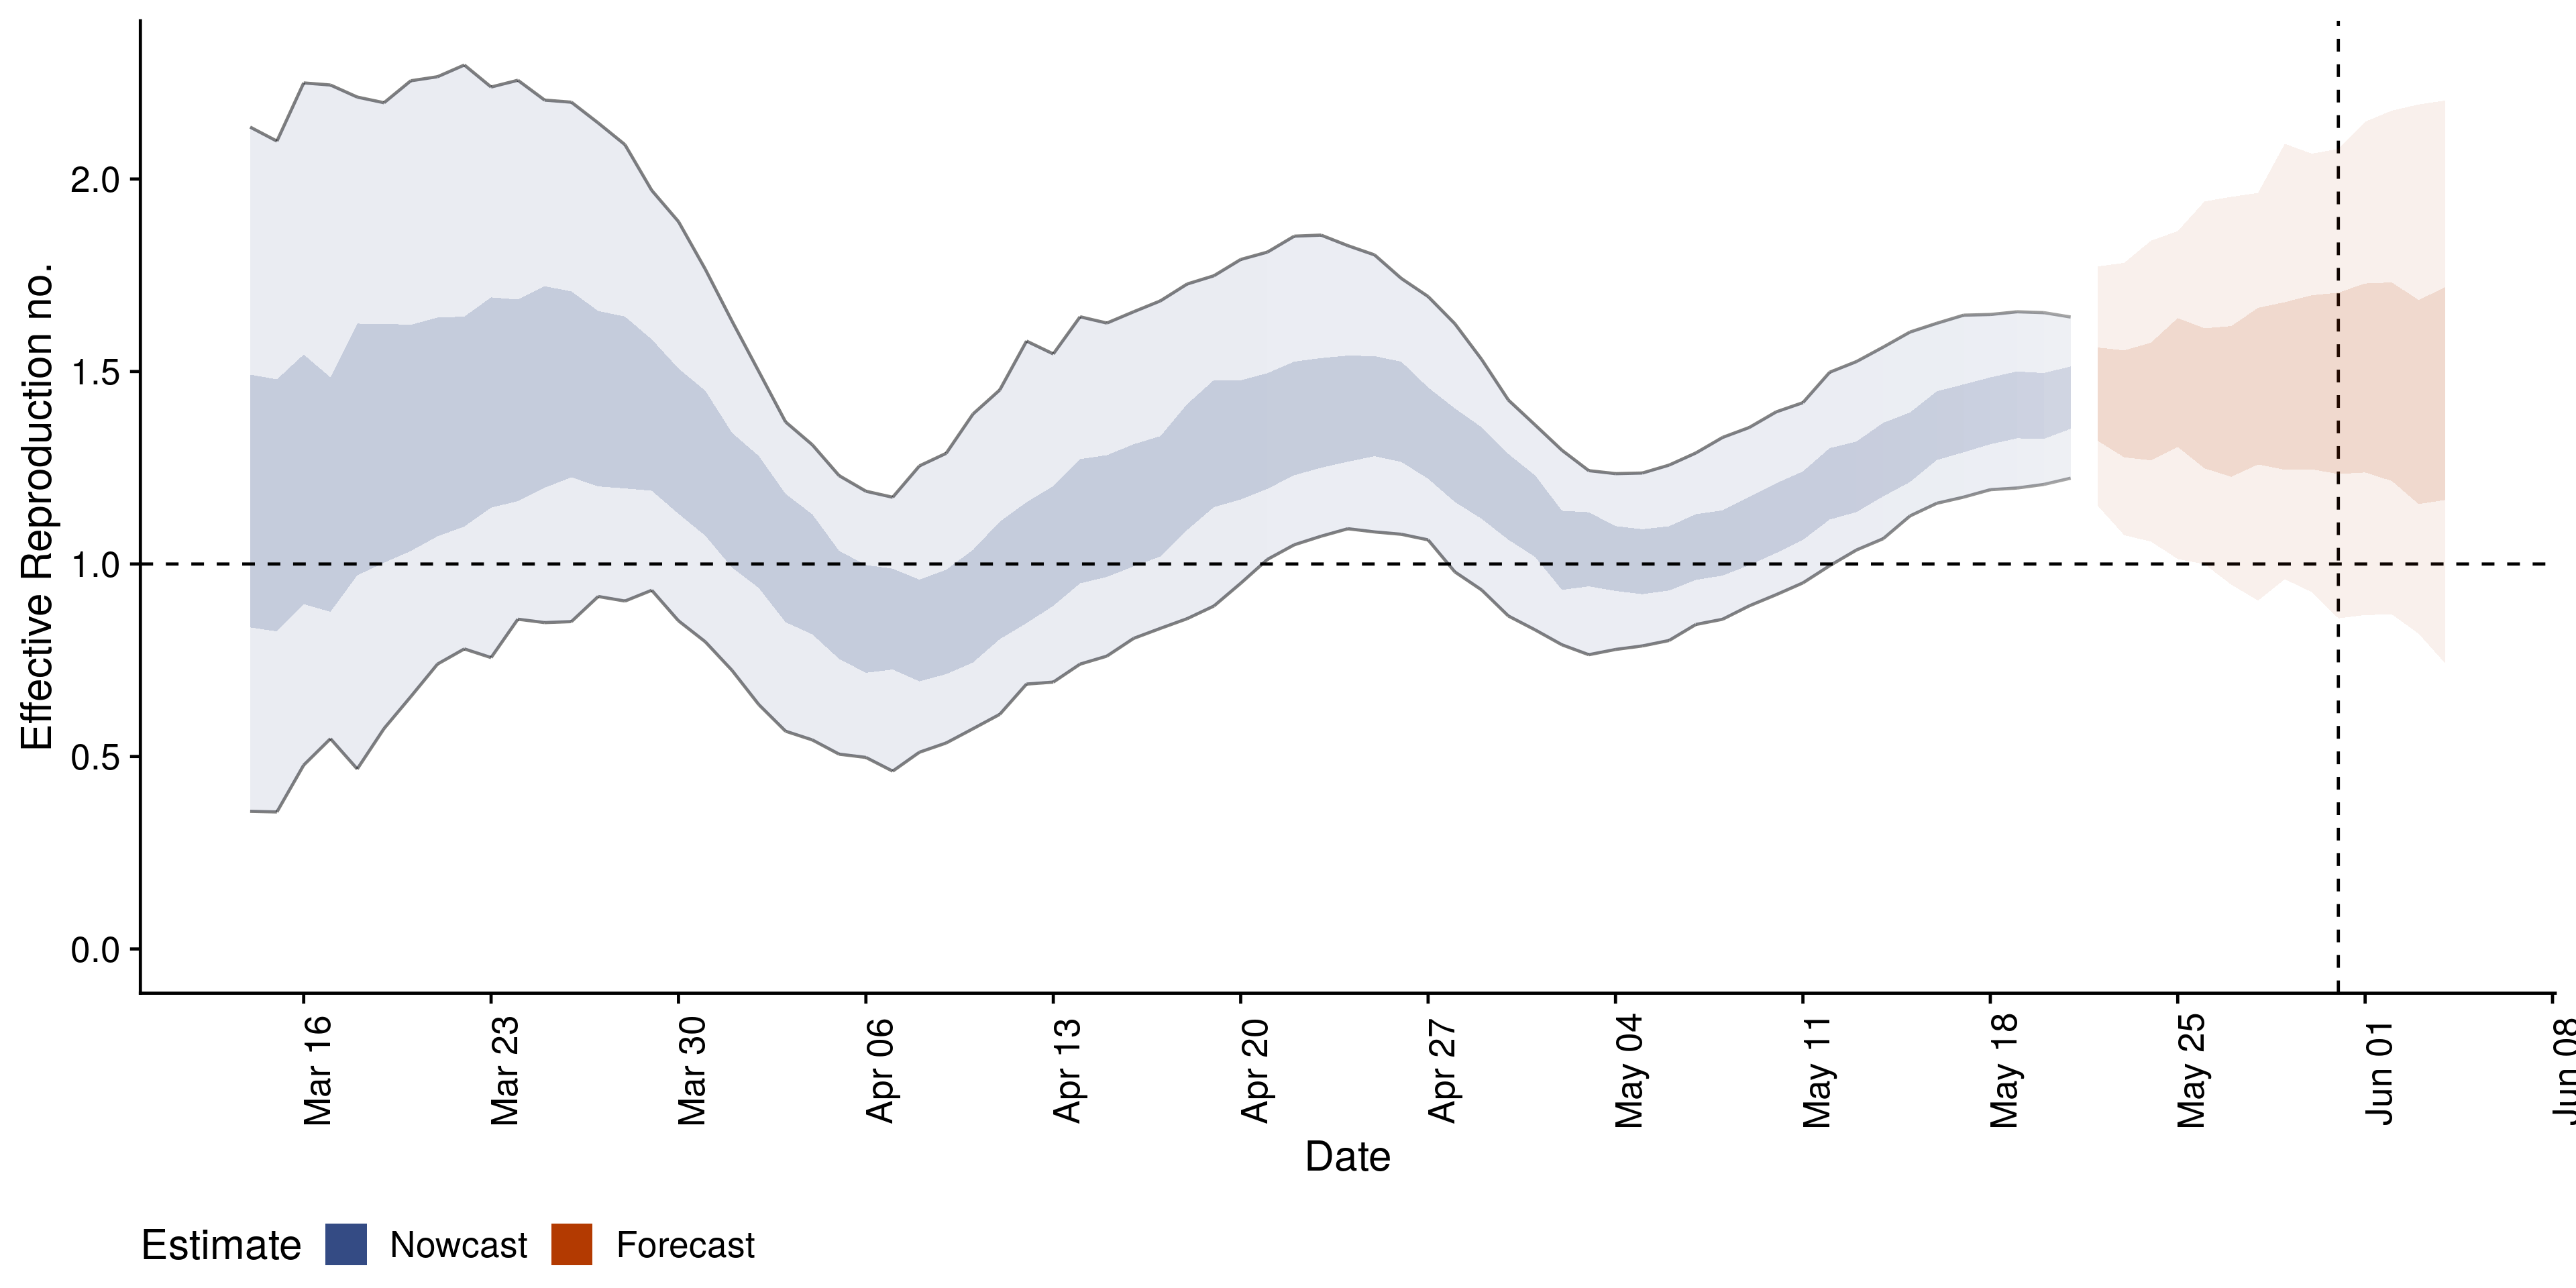 Effective Reproduction no.
2.0
1.5
1.0
0.5
0.0
Mar 16
Mar 23
Mar 30
Apr 06
Apr 13
Apr 20
Apr 27
May 04
May 11
May 18
May 25
Jun 01
Jun 08
Date
Estimate Nowcast Forecast